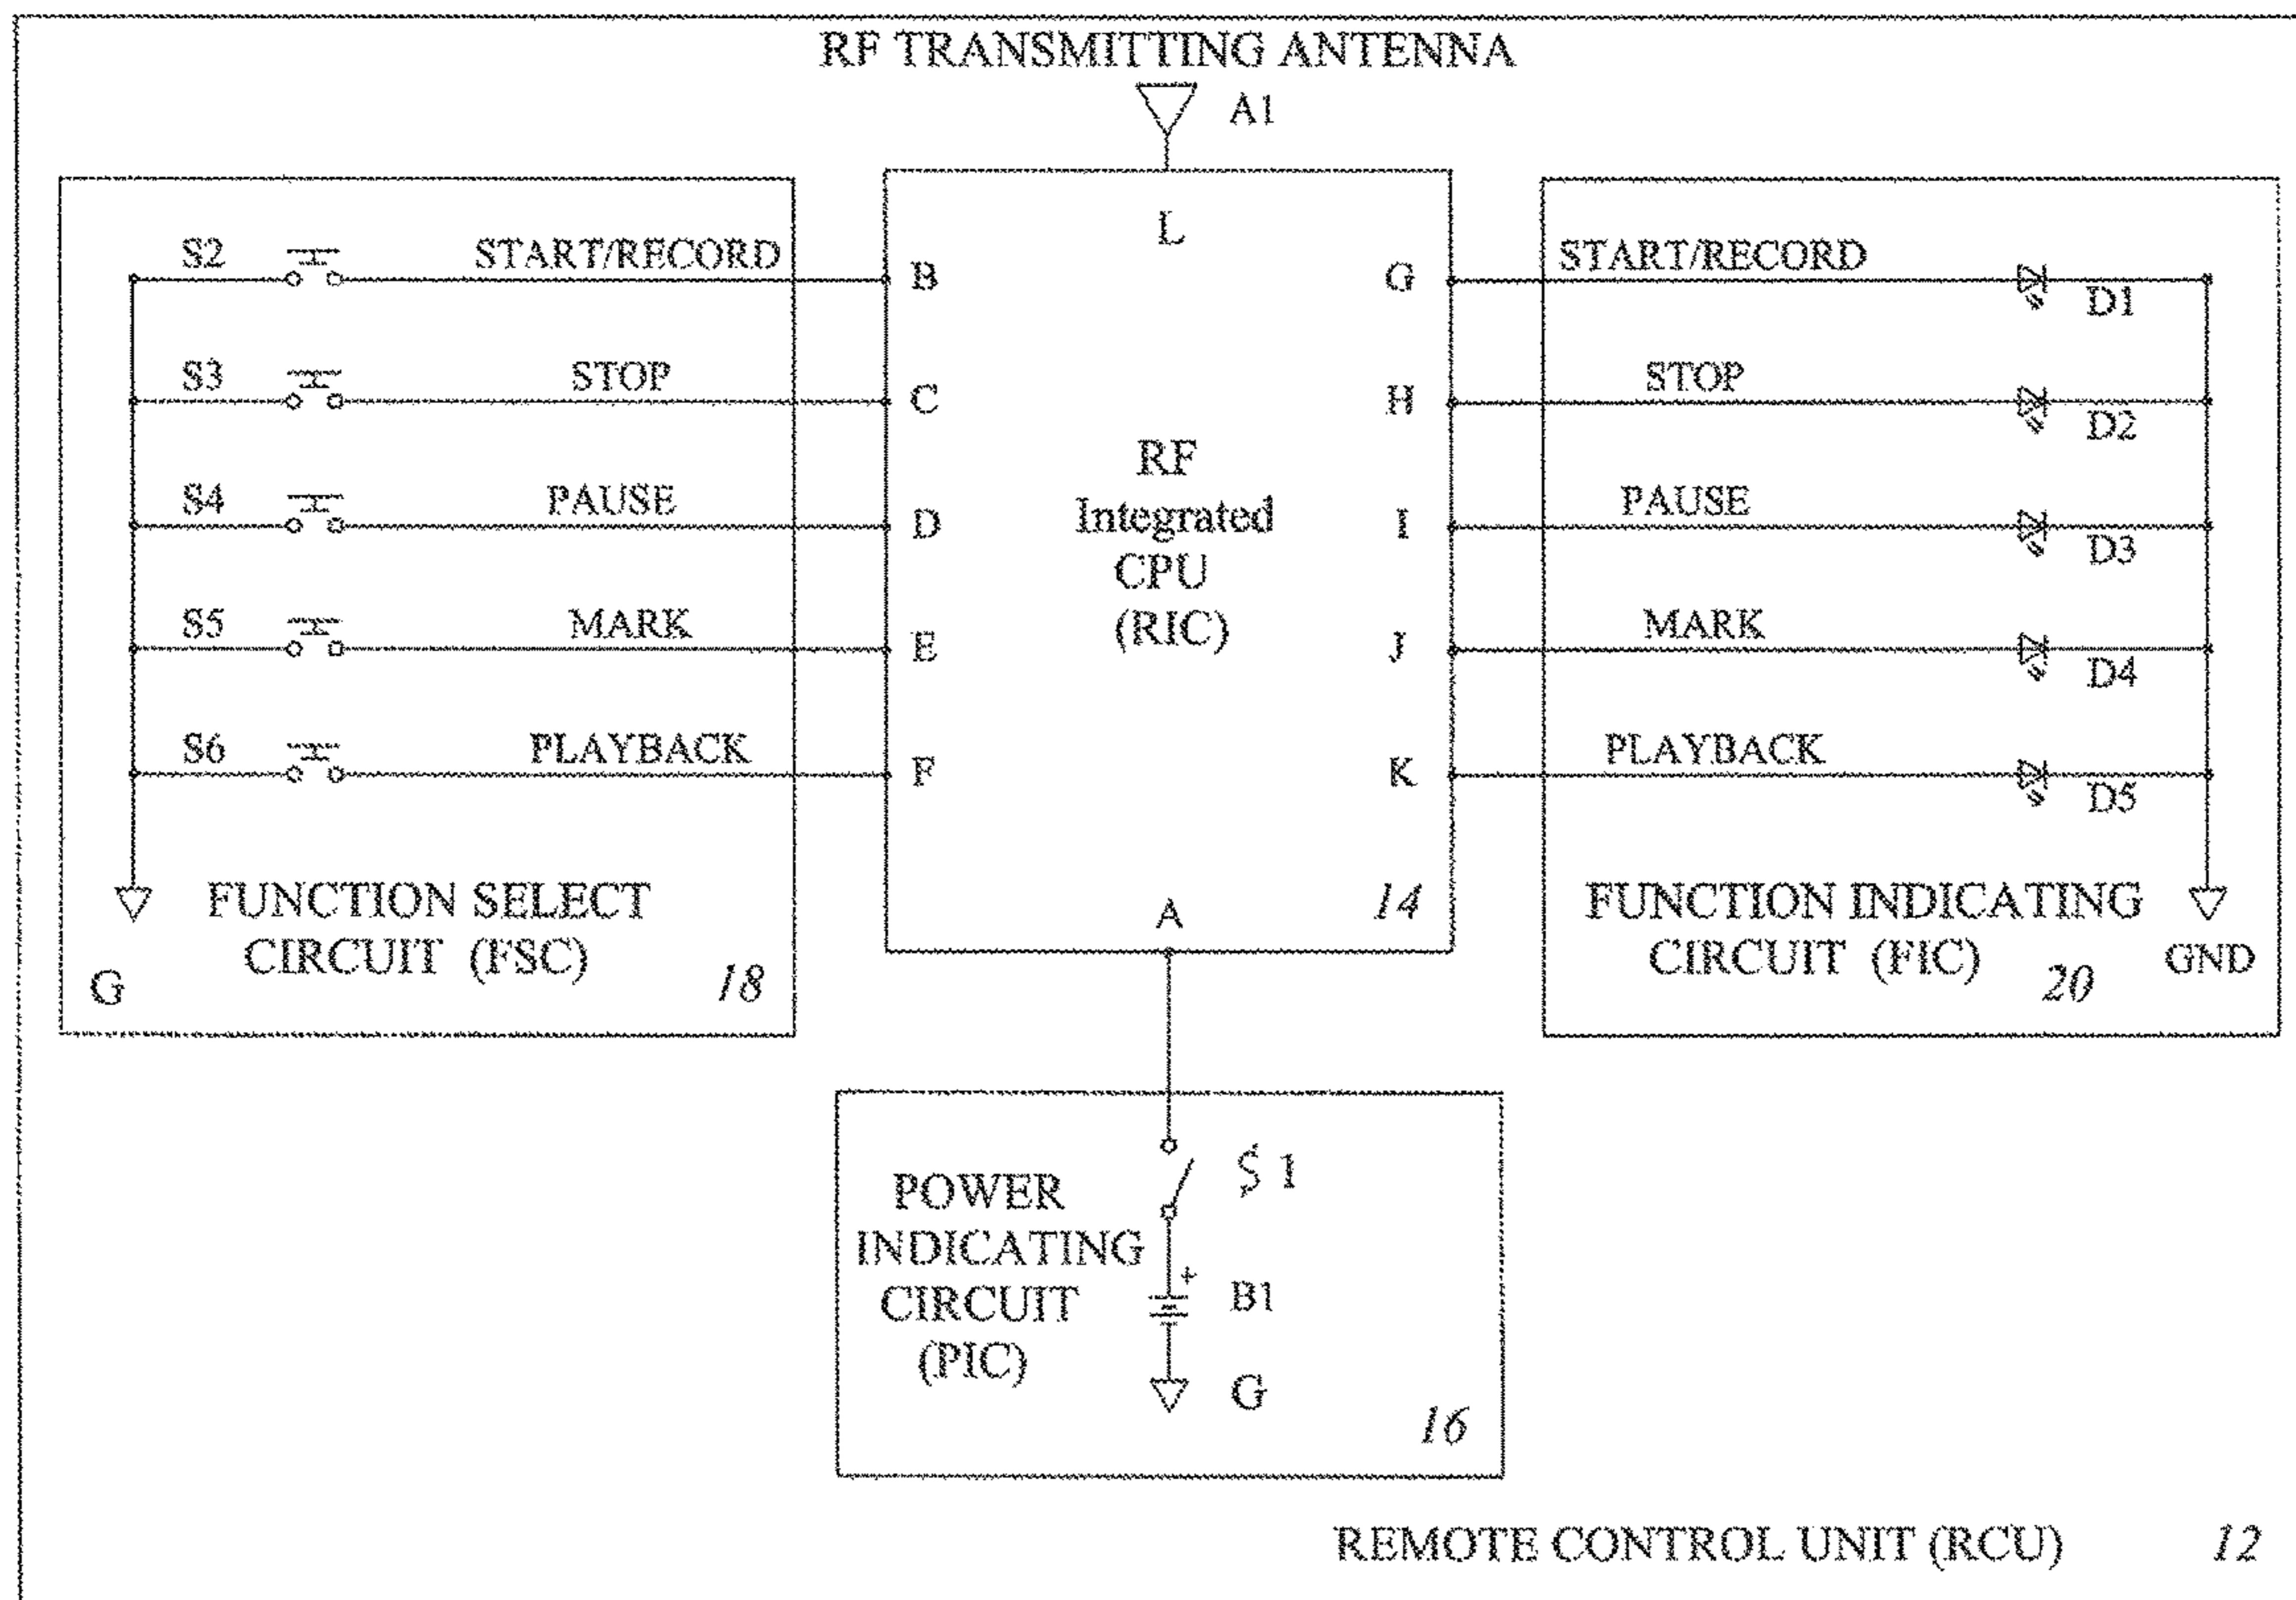 RF TRANSMITTING ANTENNA
A1
L
S2
START/RECORD
B
G
START/RECORD
D1
S3
STOP
C
H
STOP
D2
S4
PAUSE
D
I
PAUSE
D3
S5
MARK
E
J
MARK
D4
S6
PLAYBACK
F
K
PLAYBACK
D5
RF
Integrated
CPU
(RIC)
A
14
FUNCTION SELECT
CIRCUIT (FSC)
G
18
FUNCTION INDICATING
CIRCUIT (FIC)
20
GND
POWER
INDICATING
CIRCUIT
(PIC)
S 1
+
B1
G
16
REMOTE CONTROL UNIT (RCU)
12